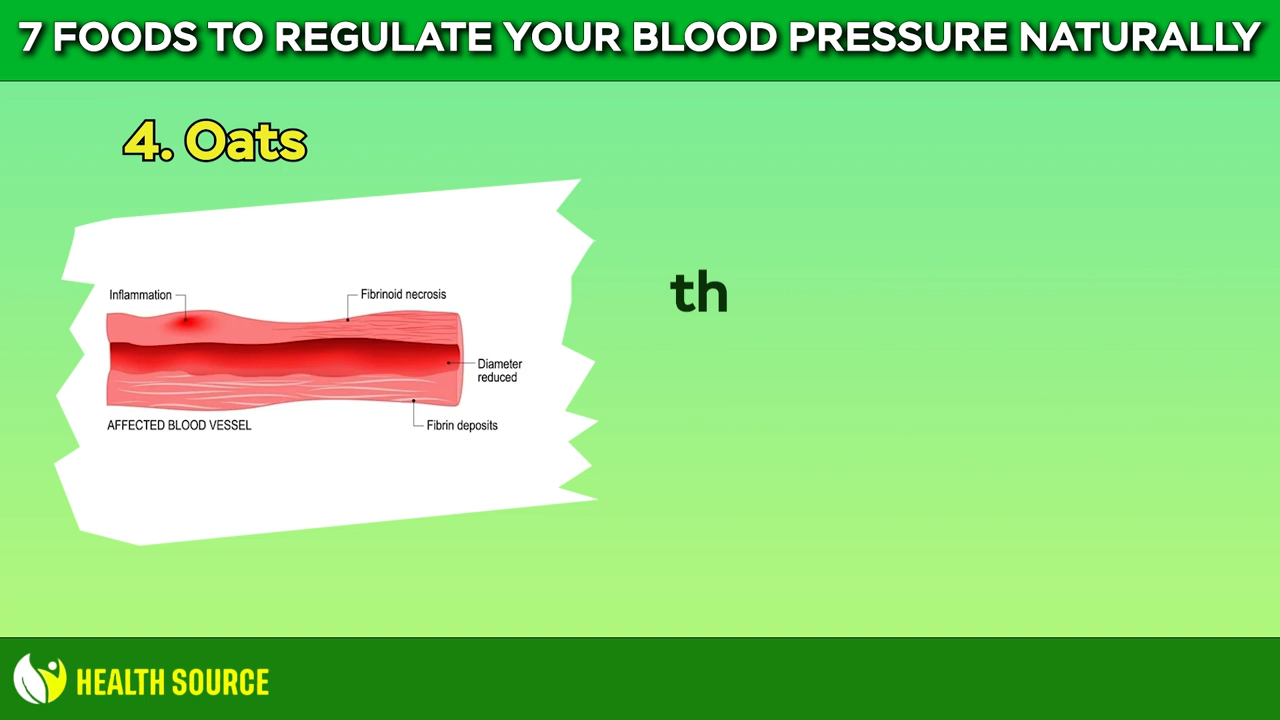 7 FOODS TO REGULATE YOUR BLOOD PRESSURE NATURALLY
4. Oats
th
Inflammation
Fibrinoid necrosis
Diameter
reduced
AFFECTED BLOOD VESSEL
Fibrin deposits
HEALTH SOURCE